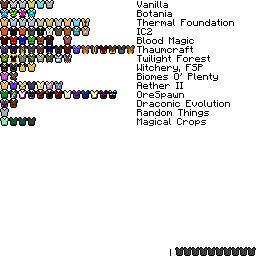 Vanilla
Botania
Thermal Foundation
IC2
Blood Magic
Thaumcraft
Twilight Forest
Witchery, FSP
Biomes O' Plenty
Aether II
OreSpawn
Draconic Evolution
Random Things
Magical Crops